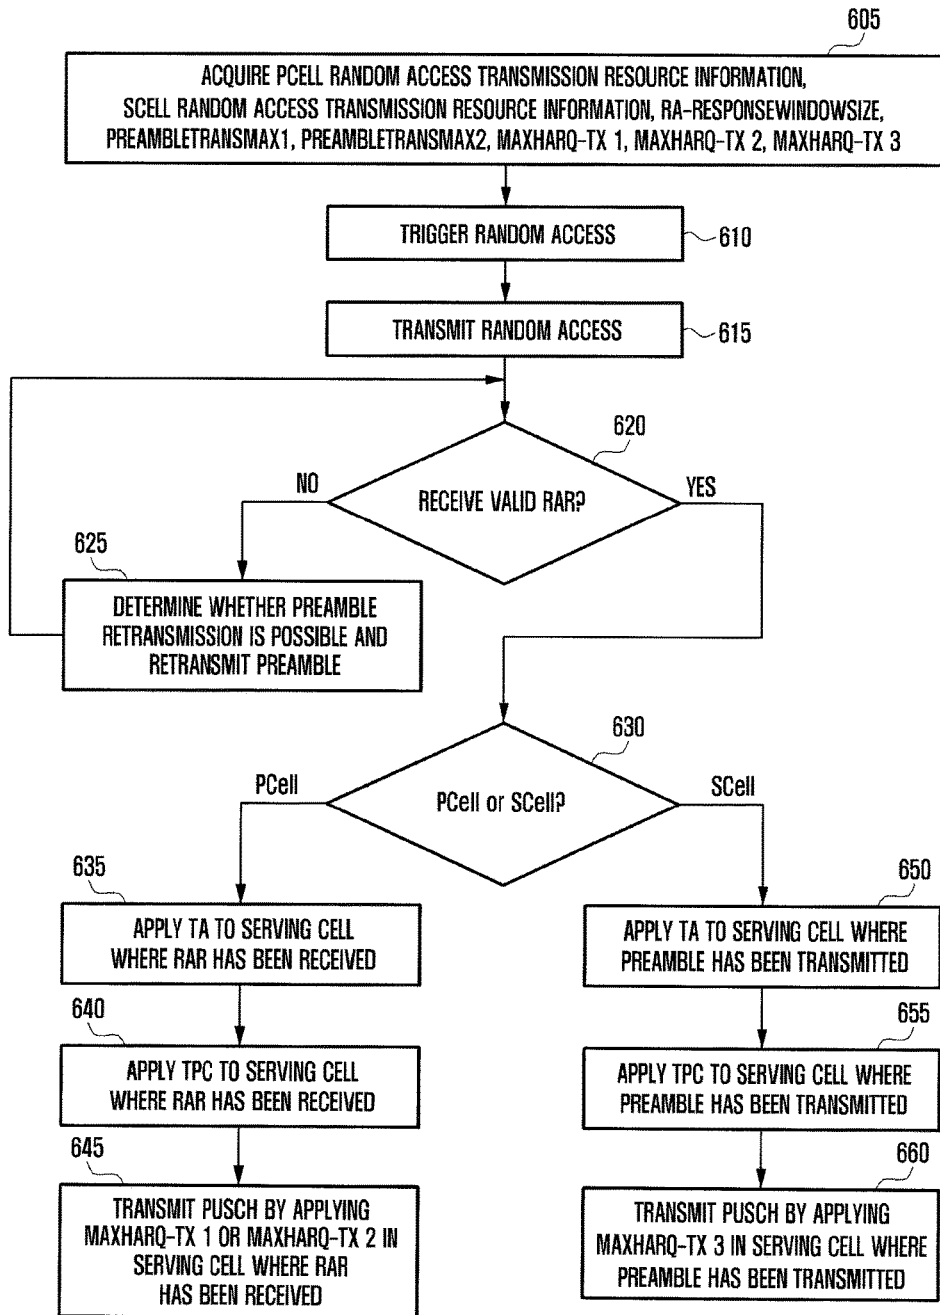 605
ACQUIRE PCELL RANDOM ACCESS TRANSMISSION RESOURCE INFORMATION,
SCELL RANDOM ACCESS TRANSMISSION RESOURCE INFORMATION, RA-RESPONSEWINDOWSIZE,
PREAMBLETRANSMAX1, PREAMBLETRANSMAX2, MAXHARQ-TX 1, MAXHARQ-TX 2, MAXHARQ-TX 3
TRIGGER RANDOM ACCESS
610
TRANSMIT RANDOM ACCESS
615
620
NO
RECEIVE VALID RAR?
YES
625
DETERMINE WHETHER PREAMBLE
RETRANSMISSION IS POSSIBLE AND
RETRANSMIT PREAMBLE
630
PCell
PCell or SCell?
SCell
635
APPLY TA TO SERVING CELL
WHERE RAR HAS BEEN RECEIVED
650
APPLY TA TO SERVING CELL WHERE
PREAMBLE HAS BEEN TRANSMITTED
640
APPLY TPC TO SERVING CELL
WHERE RAR HAS BEEN RECEIVED
655
APPLY TPC TO SERVING CELL WHERE
PREAMBLE HAS BEEN TRANSMITTED
645
TRANSMIT PUSCH BY APPLYING
MAXHARQ-TX 1 OR MAXHARQ-TX 2 IN
SERVING CELL WHERE RAR
HAS BEEN RECEIVED
660
TRANSMIT PUSCH BY APPLYING
MAXHARQ-TX 3 IN SERVING CELL WHERE
PREAMBLE HAS BEEN TRANSMITTED